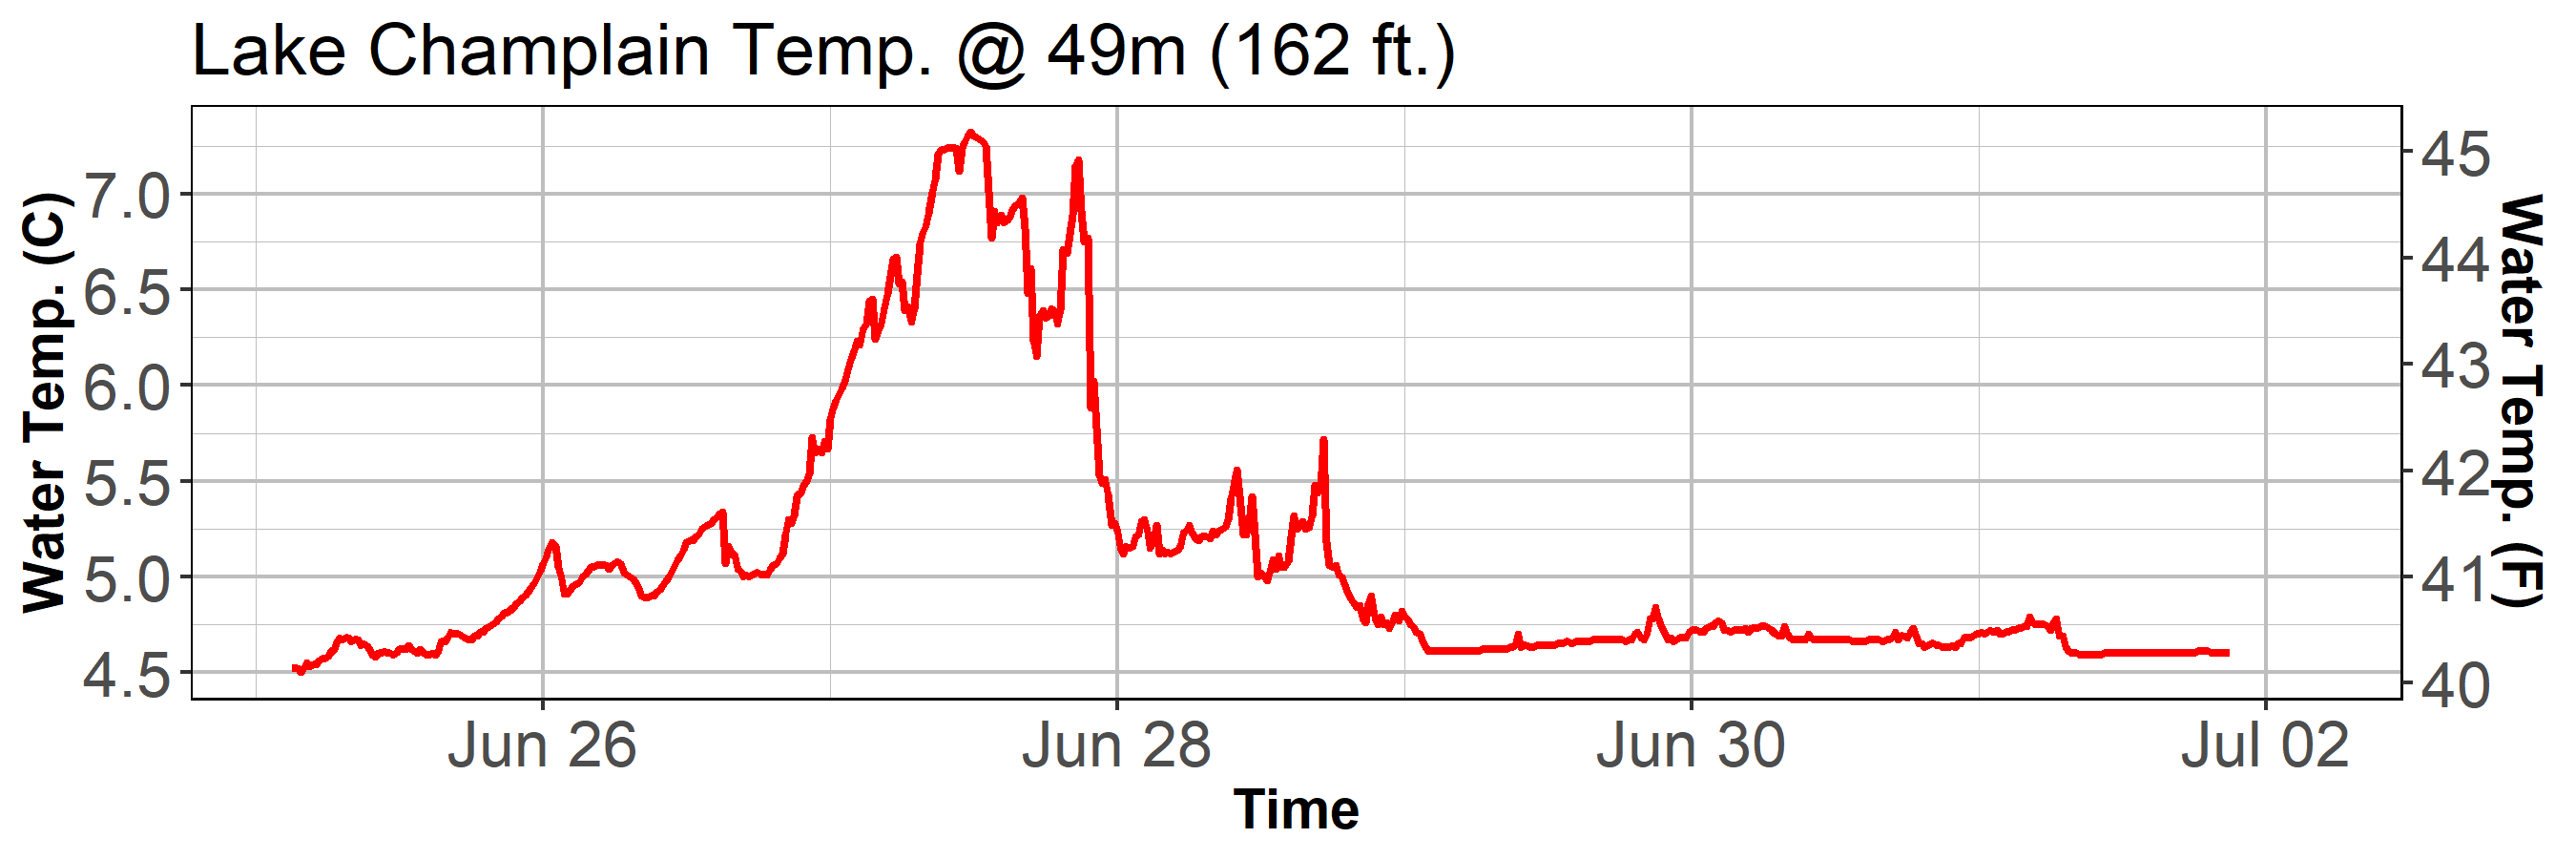 Lake Champlain Temp. @ 49m (162 ft.)
Water Temp. (C)
7.0
6.5
6.0
5.5
5.0
4.5
45
44
43
42
41
40
Water Temp. (F)
Jun 26
Jun 28
Jun 30
Jul 02
Time